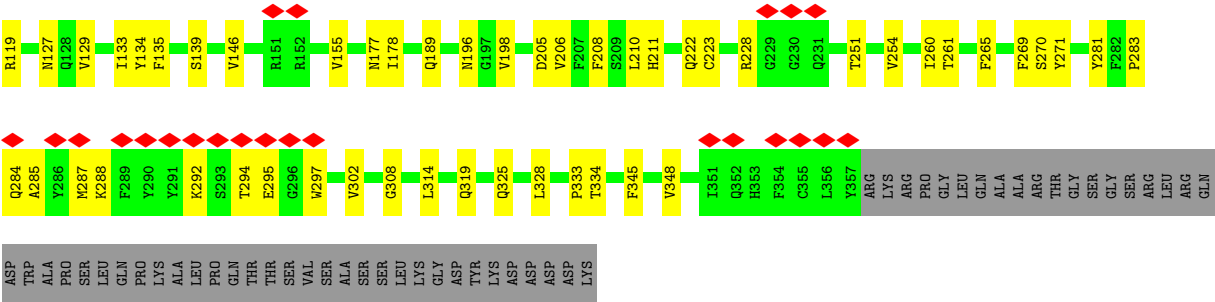 R119 N127 Q128 V129 I133 Y134 F135 S139 V146 R151 R152 V155 N177 I178 Q189 N196 G197 V198 D205 V206 F207 F208 S209 L210 H211 Q222 C223 R228 G229 G230 Q231 T251 V254 I260 T261 F265 F269 S270 Y271 Y281 F282 P283
Q284 A285 Y286 M287 K288 F289 Y290 Y291 K292 S293 T294 E295 G296 W297 V302 G308 L314 Q319 Q325 L328 P333 T334 F345 V348 I351 Q352 H353 F354 C355 L356 Y357 ARG LYS ARG PRO GLY LEU GLN ALA ALA ARG THR GLY SER GLY SER ARG LEU ARG GLN
ASP TRP ALA PRO SER LEU GLN PRO LYS ALA LEU PRO GLN THR THR SER VAL SER ALA SER SER LEU LYS GLY ASP TYR LYS ASP ASP ASP ASP LYS